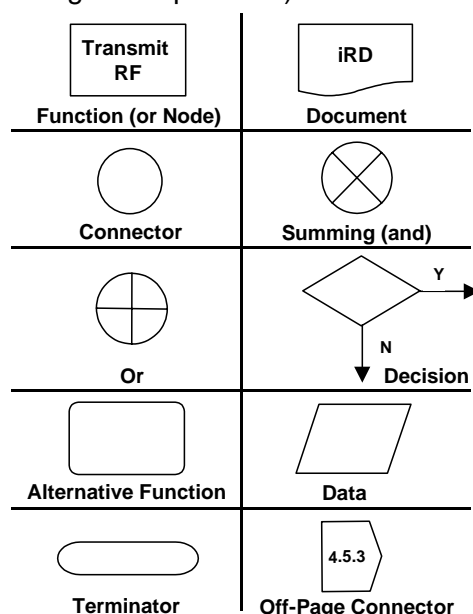 Transmit
RF
iRD
Function (or Node)
Document
Connector
Summing (and)
Y
N
Or
Decision
Alternative Function
Data
4.5.3
Terminator
Off-Page Connector